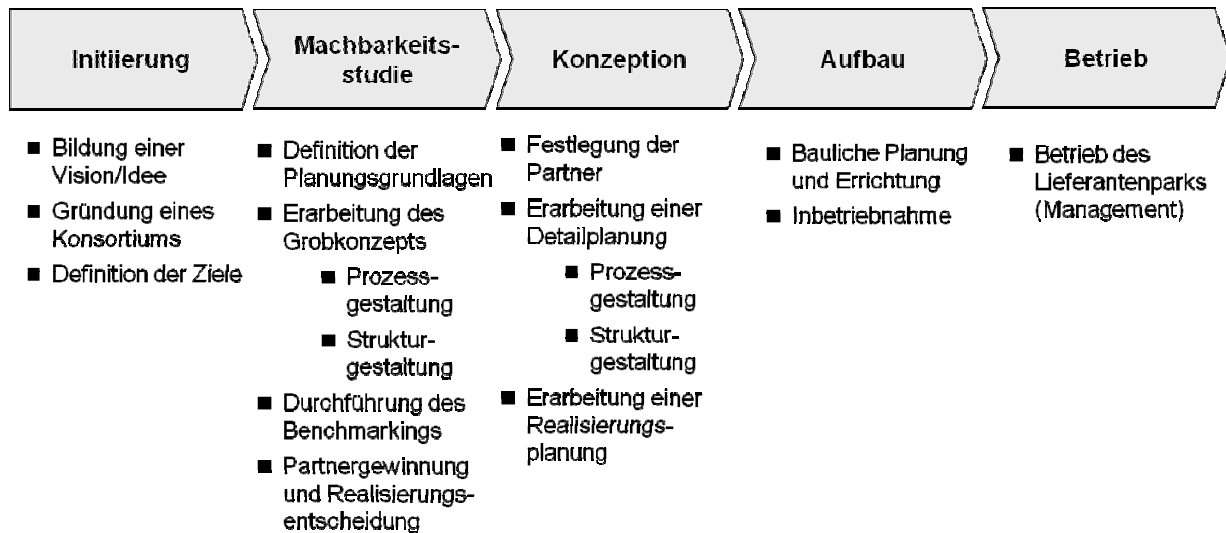 Initiierung
Machbarkeits-
studie
Konzeption
Aufbau
Betrieb
■ Bildung einer
Vision/Idee
■ Gründung eines
Konsortiums
■ Definition der Ziele
■ Definition der
Planungsgrundlagen
■ Erarbeitung des
Grobkonzepts
■ Prozess-
gestaltung
■ Struktur-
gestaltung
■ Durchführung des
Benchmarkings
■ Partnergewinnung
und Realisierungs-
entscheidung
■ Festlegung der
Partner
■ Erarbeitung einer
Detailplanung
■ Prozess-
gestaltung
■ Struktur-
gestaltung
■ Erarbeitung einer
Realisierungs-
planung
■ Bauliche Planung
und Errichtung
■ Inbetriebnahme
■ Betrieb des
Lieferantenparks
(Management)